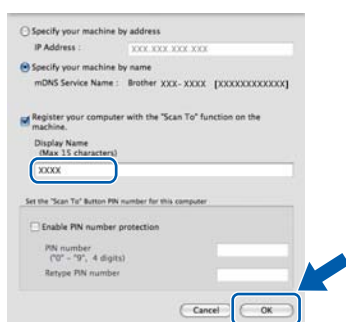 Specify your machine by address
IP Address : XXX.XXX.XXX.XXX
Specify your machine by name
mDNS Service Name : Brother XXX-XXXX [XXXXXXXXXXXX]
Register your computer with the "Scan To" function on the
machine.
Display Name
(Max 15 characters)
XXXX
Set the "Scan To" Button PIN number for this computer
Enable PIN number protection
PIN number
("0" - "9", 4 digits)
Retype PIN number
Cancel OK